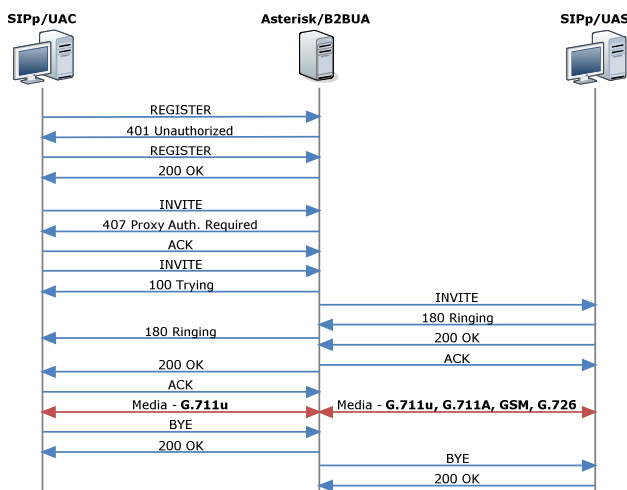 SIPp/UAC
Asterisk/B2BUA
SIPp/UAS
REGISTER
401 Unauthorized
REGISTER
200 OK
INVITE
407 Proxy Auth. Required
ACK
INVITE
100 Trying
INVITE
180 Ringing
180 Ringing
200 OK
200 OK
ACK
ACK
Media - G.711u
Media - G.711u, G.711A, GSM, G.726
BYE
200 OK
BYE
200 OK